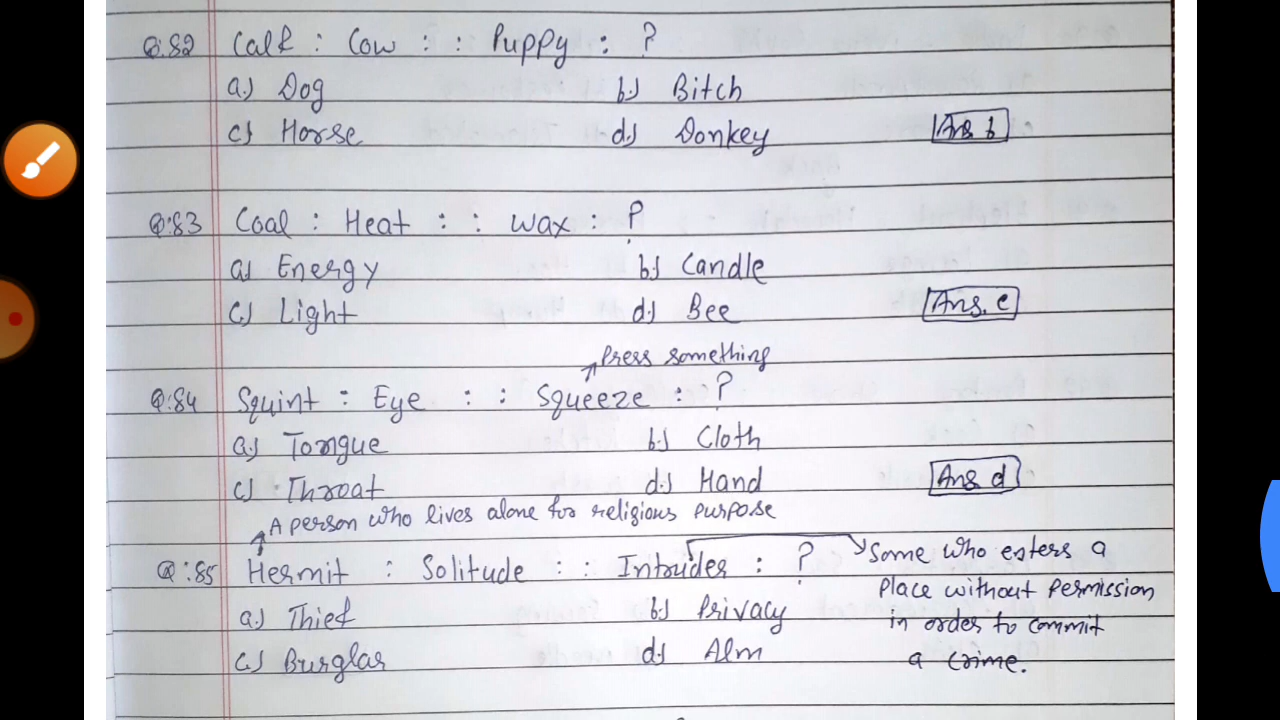 Q:82 Calf : Cow : : Puppy : ?
a.) Dog b.) Bitch
c) Horse d.) Donkey Ans b
Q:83 Coal : Heat : : Wax : ?
a) Energy b.) Candle
c) Light d.) Bee Ans. c
Press something
Q:84 Squint : Eye : : Squeeze : ?
a.) Tongue b.) Cloth
c) Throat d.) Hand Ans d
A person who lives alone for religious purpose
Q:85 Hermit : Solitude : : Intruder : ?
Some who enters a
place without permission
in order to commit
a crime.
a.) Thief b.) Privacy
c.) Burglar d.) Alm